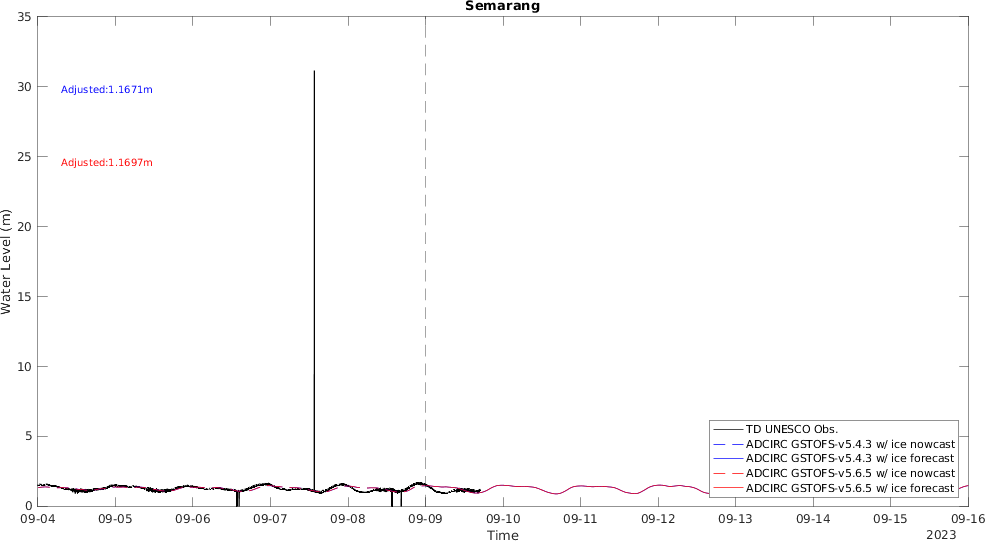 Semarang
35
30
25
20
15
10
5
0
Water Level (m)
Adjusted:1.1671m
Adjusted:1.1697m
TD UNESCO Obs.
ADCIRC GSTOFS-v5.4.3 w/ ice nowcast
ADCIRC GSTOFS-v5.4.3 w/ ice forecast
ADCIRC GSTOFS-v5.6.5 w/ ice nowcast
ADCIRC GSTOFS-v5.6.5 w/ ice forecast
09-04 09-05 09-06 09-07 09-08 09-09 09-10 09-11 09-12 09-13 09-14 09-15 09-16
Time
2023